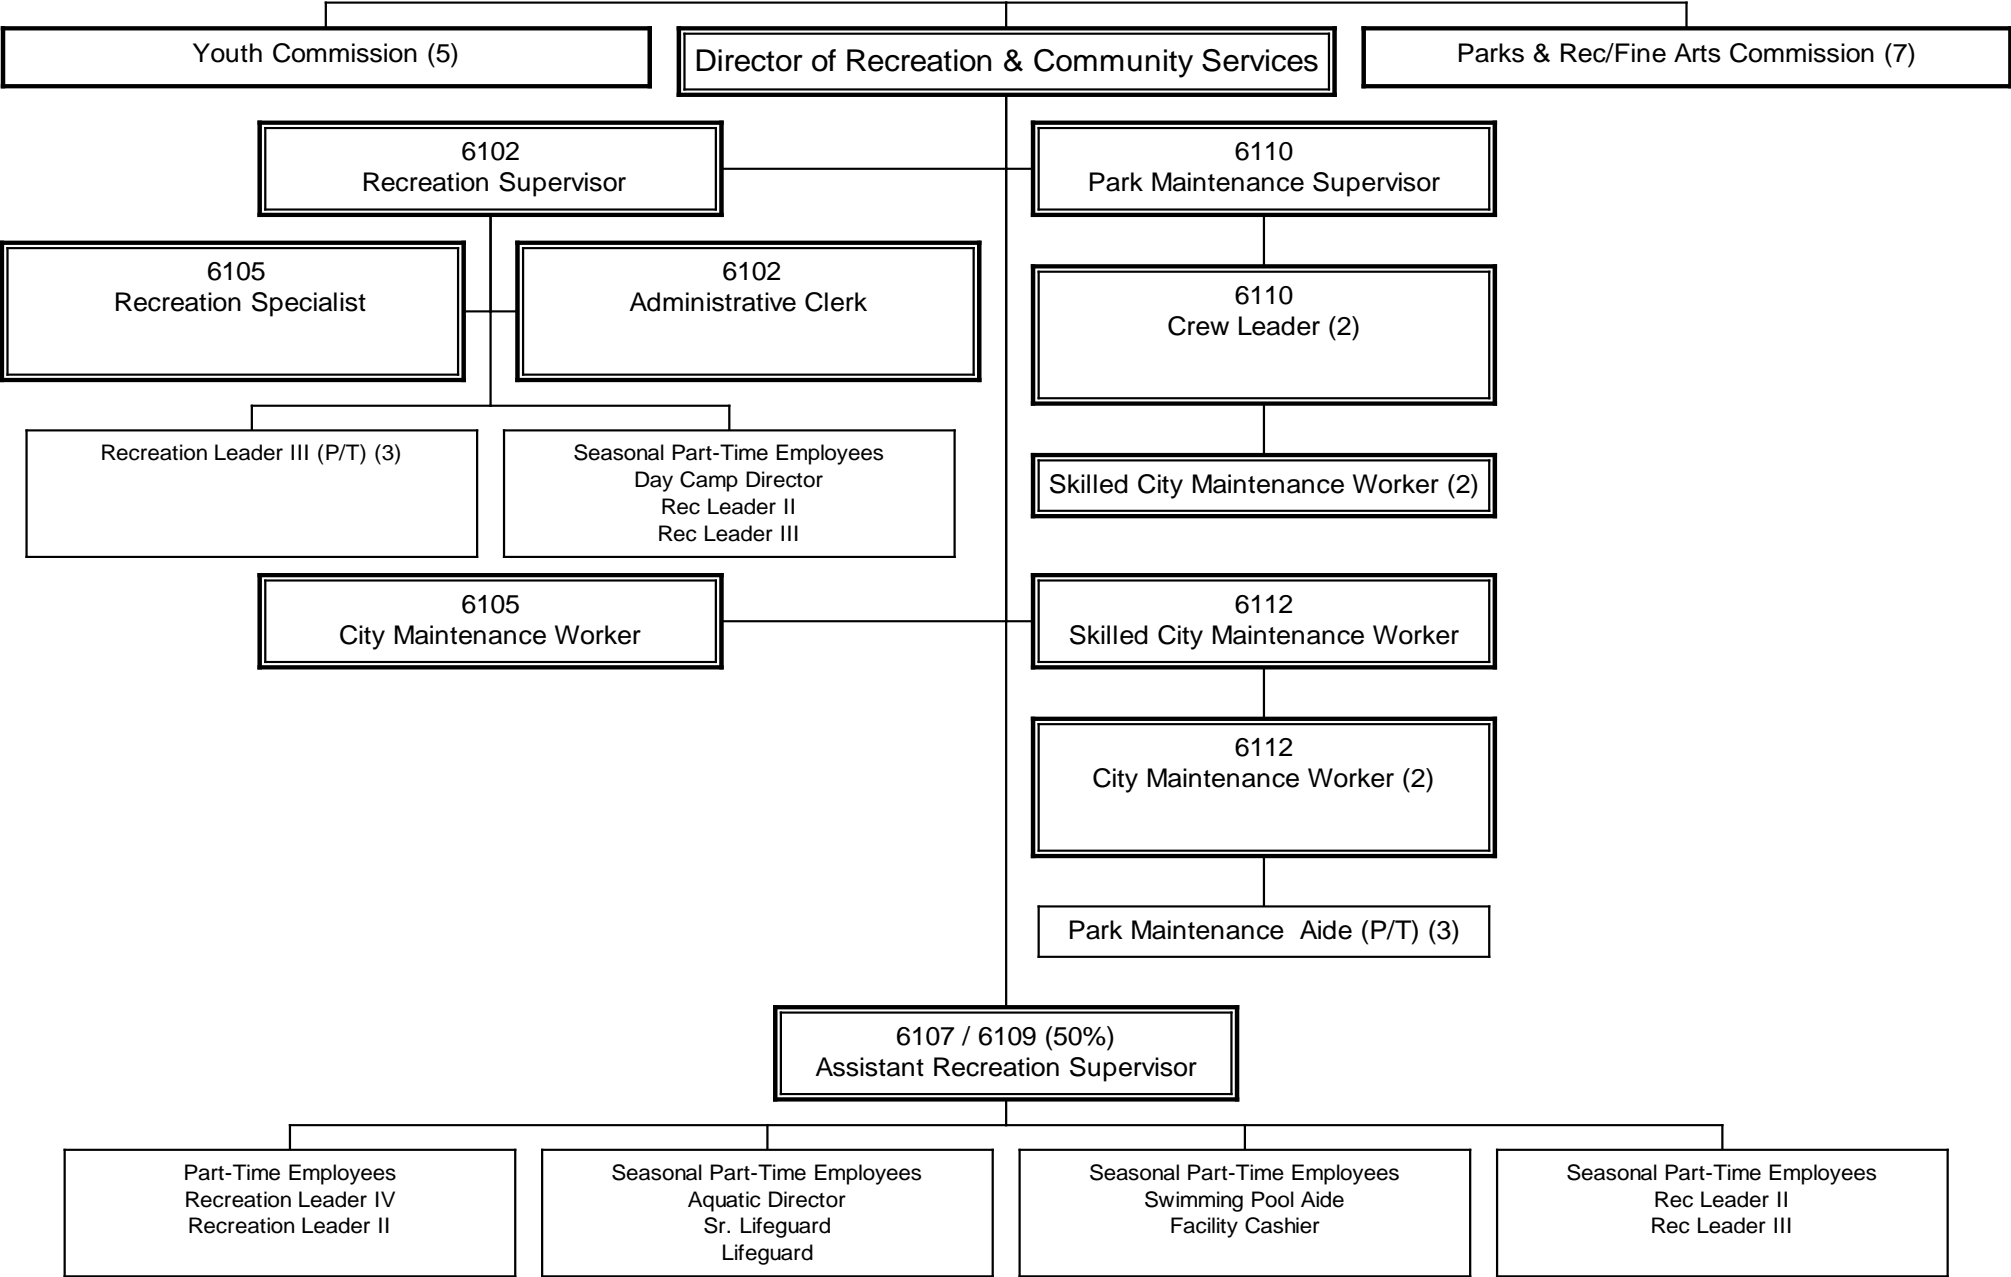 Youth Commission (5)
Director of Recreation & Community Services
Parks & Rec/Fine Arts Commission (7)
6102
Recreation Supervisor
6110
Park Maintenance Supervisor
6105
Recreation Specialist
6102
Administrative Clerk
6110
Crew Leader (2)
Recreation Leader III (P/T) (3)
Seasonal Part-Time Employees
Day Camp Director
Rec Leader II
Rec Leader III
Skilled City Maintenance Worker (2)
6105
City Maintenance Worker
6112
Skilled City Maintenance Worker
6112
City Maintenance Worker (2)
Park Maintenance  Aide (P/T) (3)
6107 / 6109 (50%)
Assistant Recreation Supervisor
Part-Time Employees
Recreation Leader IV
Recreation Leader II
Seasonal Part-Time Employees
Aquatic Director
Sr. Lifeguard
Lifeguard
Seasonal Part-Time Employees
Swimming Pool Aide
Facility Cashier
Seasonal Part-Time Employees
Rec Leader II
Rec Leader III